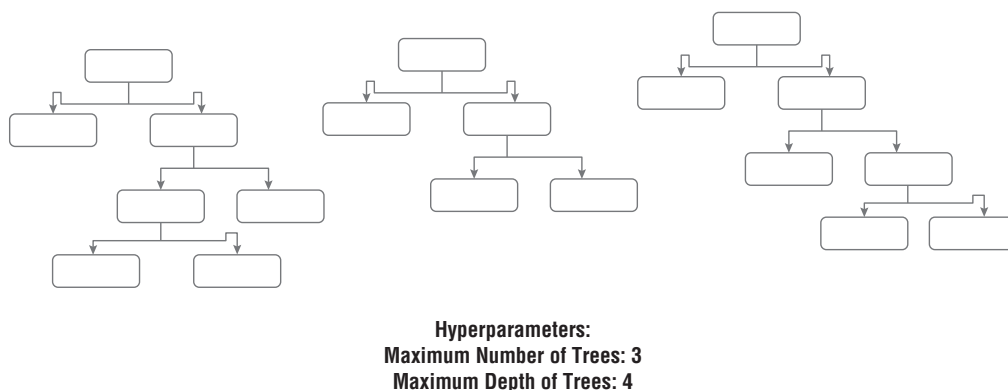 Hyperparameters:
Maximum Number of Trees: 3
Maximum Depth of Trees: 4